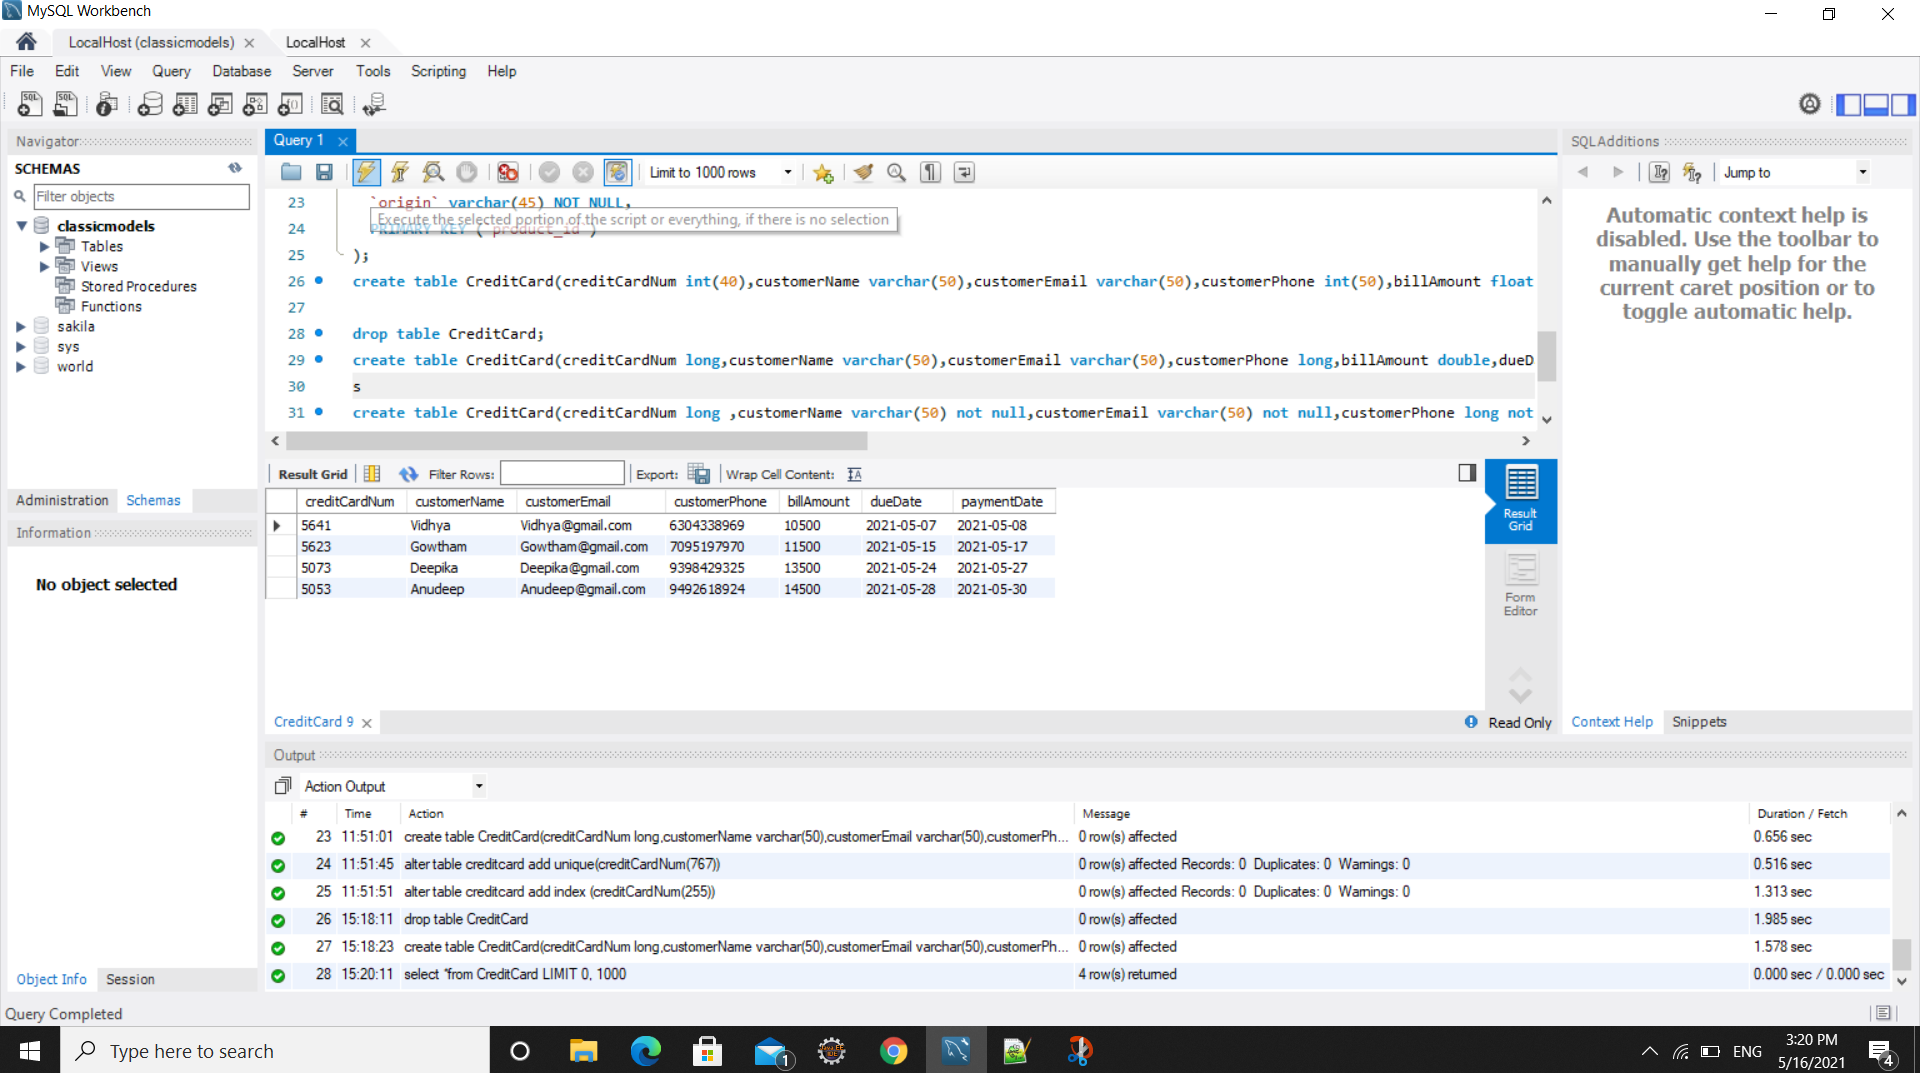 MySQL Workbench
LocalHost (classicmodels)
LocalHost
File Edit View Query Database Server Tools Scripting Help
Navigator
SCHEMAS
Filter objects
classicmodels
Tables
Views
Stored Procedures
Functions
sakila
sys
world
Administration Schemas
Information
No object selected
Object Info Session
Query 1
Limit to 1000 rows
23 `origin` varchar(45) NOT NULL,
Execute the selected portion of the script or everything, if there is no selection
24 PRIMARY KEY (`product_id`)
25 );
26 create table CreditCard(creditCardNum int(40),customerName varchar(50),customerEmail varchar(50),customerPhone int(50),billAmount float
27
28 drop table CreditCard;
29 create table CreditCard(creditCardNum long,customerName varchar(50),customerEmail varchar(50),customerPhone long,billAmount double,dueD
30 s
31 create table CreditCard(creditCardNum long ,customerName varchar(50) not null,customerEmail varchar(50) not null,customerPhone long not
Result Grid Filter Rows: Export: Wrap Cell Content:
creditCardNum customerName customerEmail customerPhone billAmount dueDate paymentDate
5641 Vidhya Vidhya@gmail.com 6304338969 10500 2021-05-07 2021-05-08
5623 Gowtham Gowtham@gmail.com 7095197970 11500 2021-05-15 2021-05-17
5073 Deepika Deepika@gmail.com 9398429325 13500 2021-05-24 2021-05-27
5053 Anudeep Anudeep@gmail.com 9492618924 14500 2021-05-28 2021-05-30
Result
Grid
Form
Editor
CreditCard 9
Read Only
SQLAdditions
Jump to
Automatic context help is
disabled. Use the toolbar to
manually get help for the
current caret position or to
toggle automatic help.
Context Help Snippets
Output
Action Output
# Time Action Message Duration / Fetch
23 11:51:01 create table CreditCard(creditCardNum long,customerName varchar(50),customerEmail varchar(50),customerPh... 0 row(s) affected 0.656 sec
24 11:51:45 alter table creditcard add unique(creditCardNum(767)) 0 row(s) affected Records: 0 Duplicates: 0 Warnings: 0 0.516 sec
25 11:51:51 alter table creditcard add index (creditCardNum(255)) 0 row(s) affected Records: 0 Duplicates: 0 Warnings: 0 1.313 sec
26 15:18:11 drop table CreditCard 0 row(s) affected 1.985 sec
27 15:18:23 create table CreditCard(creditCardNum long,customerName varchar(50),customerEmail varchar(50),customerPh... 0 row(s) affected 1.578 sec
28 15:20:11 select *from CreditCard LIMIT 0, 1000 4 row(s) returned 0.000 sec / 0.000 sec
Query Completed
Type here to search
1
ENG
3:20 PM
5/16/2021
4